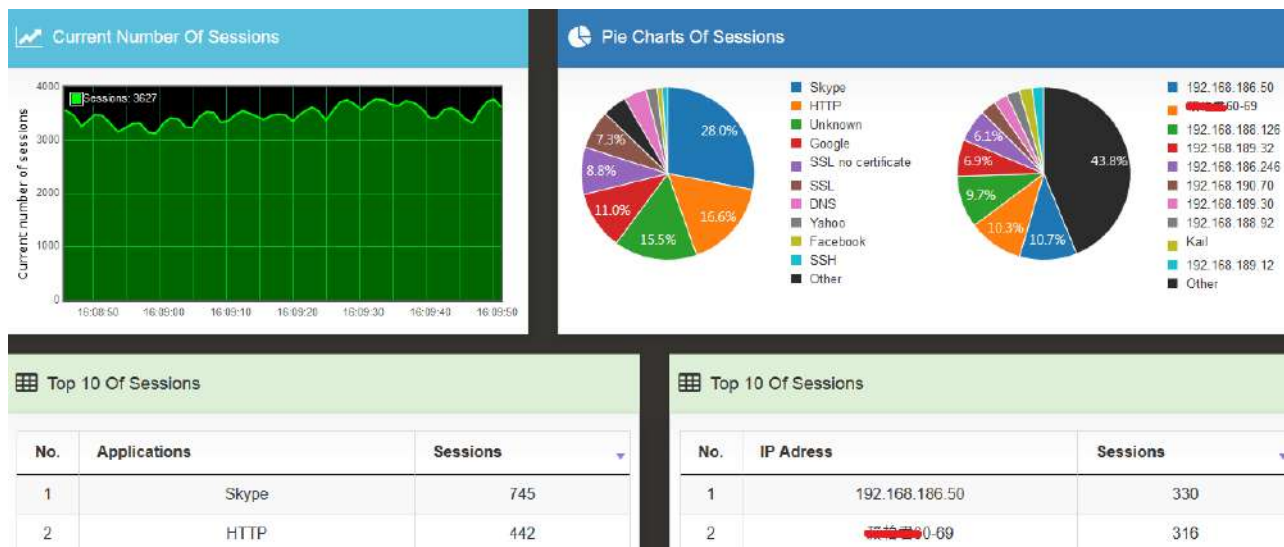 Current Number Of Sessions
Current number of sessions
4000
3000
2000
1000
0
Sessions: 3627
16:08:50 16:09:00 16:09:10 16:09:20 16:09:30 16:09:40 16:09:50
Pie Charts Of Sessions
28.0%
16.6%
15.5%
11.0%
8.8%
7.3%
Skype
HTTP
Unknown
Google
SSL no certificate
SSL
DNS
Yahoo
Facebook
SSH
Other
43.8%
10.7%
10.3%
9.7%
6.9%
6.1%
192.168.186.50
60-69
192.168.188.126
192.168.189.32
192.168.186.246
192.168.190.70
192.168.189.30
192.168.188.92
Kail
192.168.189.12
Other
Top 10 Of Sessions
No. Applications Sessions
1 Skype 745
2 HTTP 442
Top 10 Of Sessions
No. IP Adress Sessions
1 192.168.186.50 330
2 0-69 316